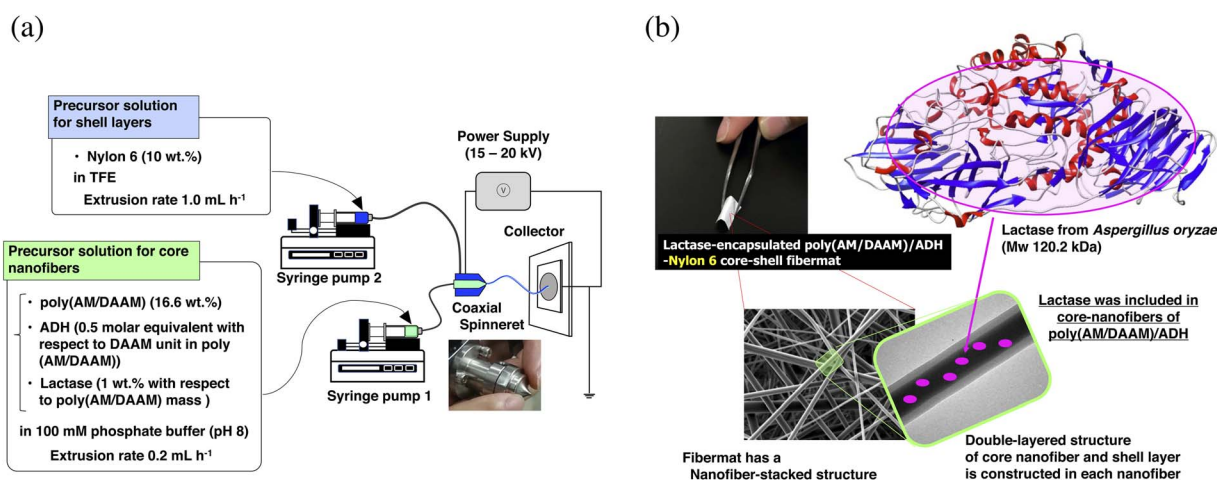 (a)
Precursor solution
for shell layers
・ Nylon 6 (10 wt.%)
in TFE
Extrusion rate 1.0 mL h⁻¹
Precursor solution for core
nanofibers
・ poly(AM/DAAM) (16.6 wt.%)
・ ADH (0.5 molar equivalent with
respect to DAAM unit in poly
(AM/DAAM))
・ Lactase (1 wt.% with respect
to poly(AM/DAAM) mass )
in 100 mM phosphate buffer (pH 8)
Extrusion rate 0.2 mL h⁻¹
Power Supply
(15 – 20 kV)
V
Collector
Syringe pump 2
Coaxial
Spinneret
Syringe pump 1
(b)
Lactase from Aspergillus oryzae
(Mw 120.2 kDa)
Lactase-encapsulated poly(AM/DAAM)/ADH
-Nylon 6 core-shell fibermat
Lactase was included in
core-nanofibers of
poly(AM/DAAM)/ADH
Fibermat has a
Nanofiber-stacked structure
Double-layered structure
of core nanofiber and shell layer
is constructed in each nanofiber